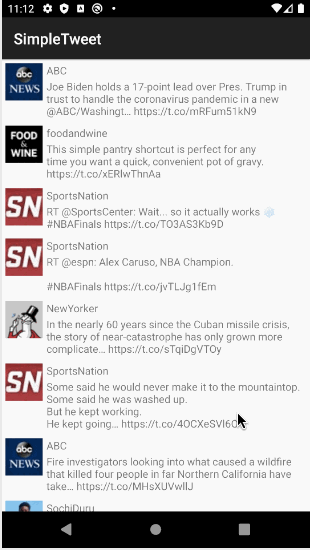 11:12
SimpleTweet
abc
NEWS
ABC
Joe Biden holds a 17-point lead over Pres. Trump in
trust to handle the coronavirus pandemic in a new
@ABC/Washingt… https://t.co/mRFum51kN9
FOOD
&
WINE
foodandwine
This simple pantry shortcut is perfect for any
time you want a quick, convenient pot of gravy.
https://t.co/xERlwThnAa
SN
SportsNation
RT @SportsCenter: Wait... so it actually works 🧊
#NBAFinals https://t.co/TO3AS3Kb9D
SN
SportsNation
RT @espn: Alex Caruso, NBA Champion.
#NBAFinals https://t.co/jvTLJg1fEm
NewYorker
In the nearly 60 years since the Cuban missile crisis,
the story of near-catastrophe has only grown more
complicate… https://t.co/sTqiDgVTOy
SN
SportsNation
Some said he would never make it to the mountaintop.
Some said he was washed up.
But he kept working.
He kept going… https://t.co/4OCXeSVI6O
abc
NEWS
ABC
Fire investigators looking into what caused a wildfire
that killed four people in far Northern California have
take… https://t.co/MHsXUVwllJ
SochiDuru